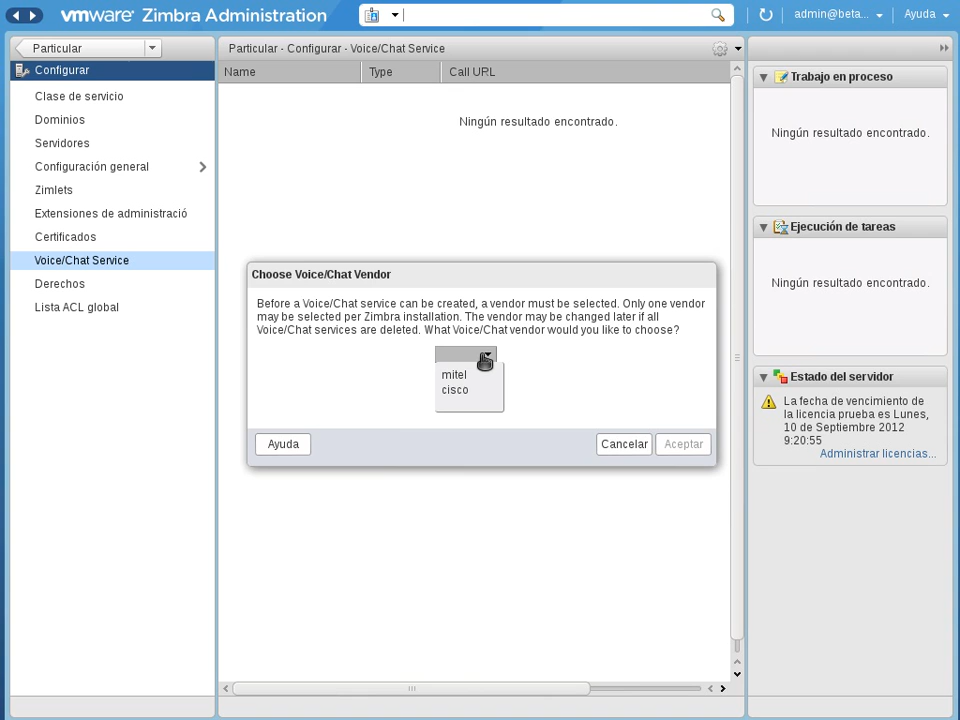 vmware Zimbra Administration
admin@beta...
Ayuda
Particular
Configurar
Clase de servicio
Dominios
Servidores
Configuración general
Zimlets
Extensiones de administració
Certificados
Voice/Chat Service
Derechos
Lista ACL global
Particular - Configurar - Voice/Chat Service
Name
Type
Call URL
Ningún resultado encontrado.
Choose Voice/Chat Vendor
Before a Voice/Chat service can be created, a vendor must be selected. Only one vendor
may be selected per Zimbra installation. The vendor may be changed later if all
Voice/Chat services are deleted. What Voice/Chat vendor would you like to choose?
mitel
cisco
Ayuda
Cancelar
Aceptar
Trabajo en proceso
Ningún resultado encontrado.
Ejecución de tareas
Ningún resultado encontrado.
Estado del servidor
La fecha de vencimiento de
la licencia prueba es Lunes,
10 de Septiembre 2012
9:20:55
Administrar licencias...